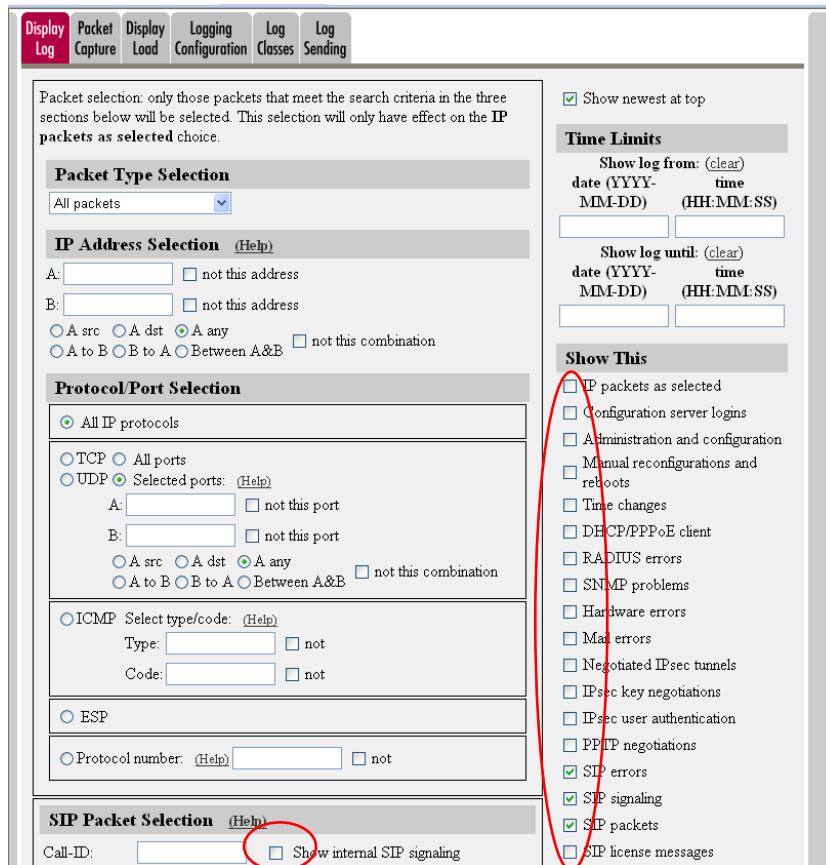 Display Log
Packet Capture
Display Load
Logging Configuration
Log Classes
Log Sending
Packet selection: only those packets that meet the search criteria in the three
sections below will be selected. This selection will only have effect on the IP
packets as selected choice.
Packet Type Selection
All packets
IP Address Selection (Help)
A: not this address
B: not this address
A src A dst A any
A to B B to A Between A&B not this combination
Protocol/Port Selection
All IP protocols
TCP All ports
UDP Selected ports: (Help)
A: not this port
B: not this port
A src A dst A any
A to B B to A Between A&B not this combination
ICMP Select type/code: (Help)
Type: not
Code: not
ESP
Protocol number: (Help) not
SIP Packet Selection (Help)
Call-ID: Show internal SIP signaling
Show newest at top
Time Limits
Show log from: (clear)
date (YYYY-MM-DD) time (HH:MM:SS)
Show log until: (clear)
date (YYYY-MM-DD) time (HH:MM:SS)
Show This
IP packets as selected
Configuration server logins
Administration and configuration
Manual reconfigurations and
reboots
Time changes
DHCP/PPPoE client
RADIUS errors
SNMP problems
Hardware errors
Mail errors
Negotiated IPsec tunnels
IPsec key negotiations
IPsec user authentication
PPTP negotiations
SIP errors
SIP signaling
SIP packets
SIP license messages